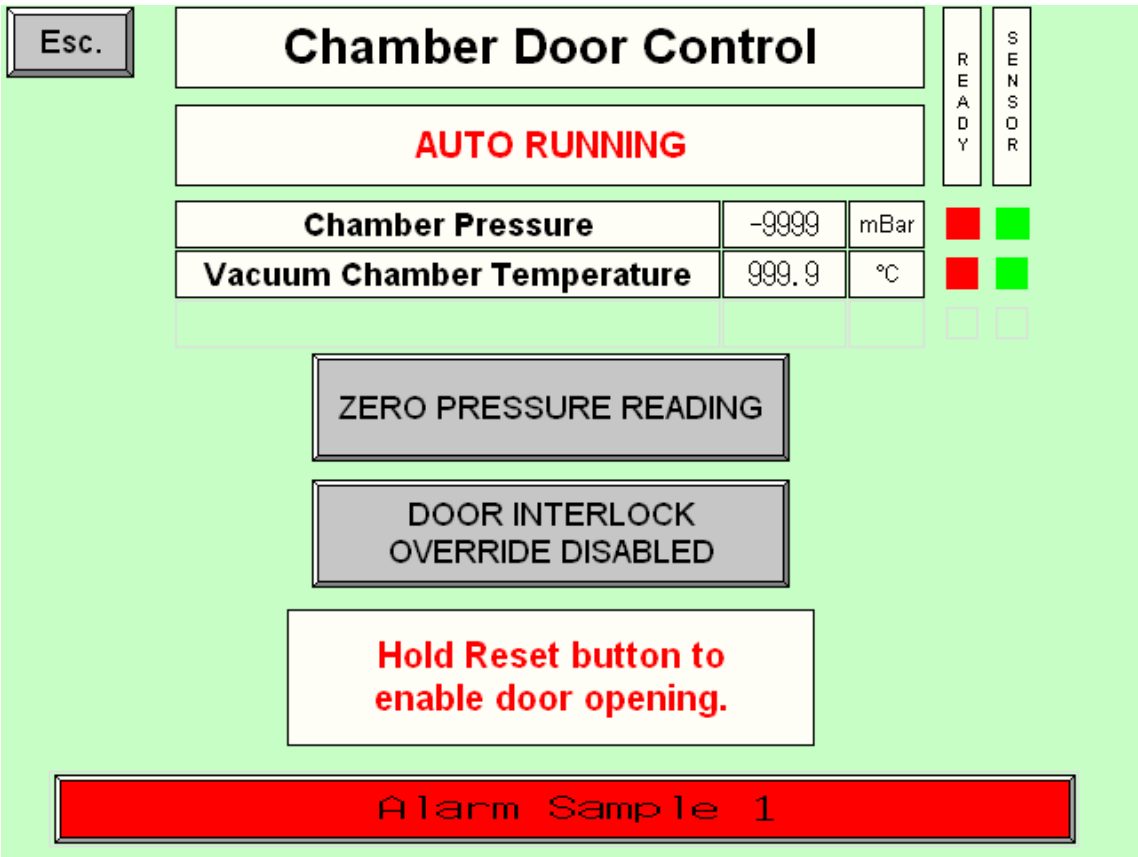 Esc.
Chamber Door Control
READY
SENSOR
AUTO RUNNING
Chamber Pressure -9999 mBar
Vacuum Chamber Temperature 999.9 °C
ZERO PRESSURE READING
DOOR INTERLOCK
OVERRIDE DISABLED
Hold Reset button to
enable door opening.
Alarm Sample 1